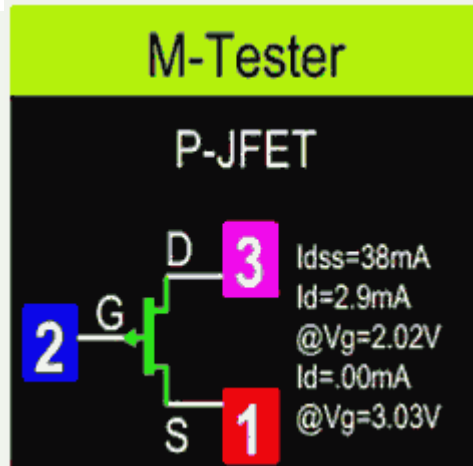 M-Tester
P-JFET
D
3
Idss=38mA
Id=2.9mA
2
G
@Vg=2.02V
Id=.00mA
S
1
@Vg=3.03V